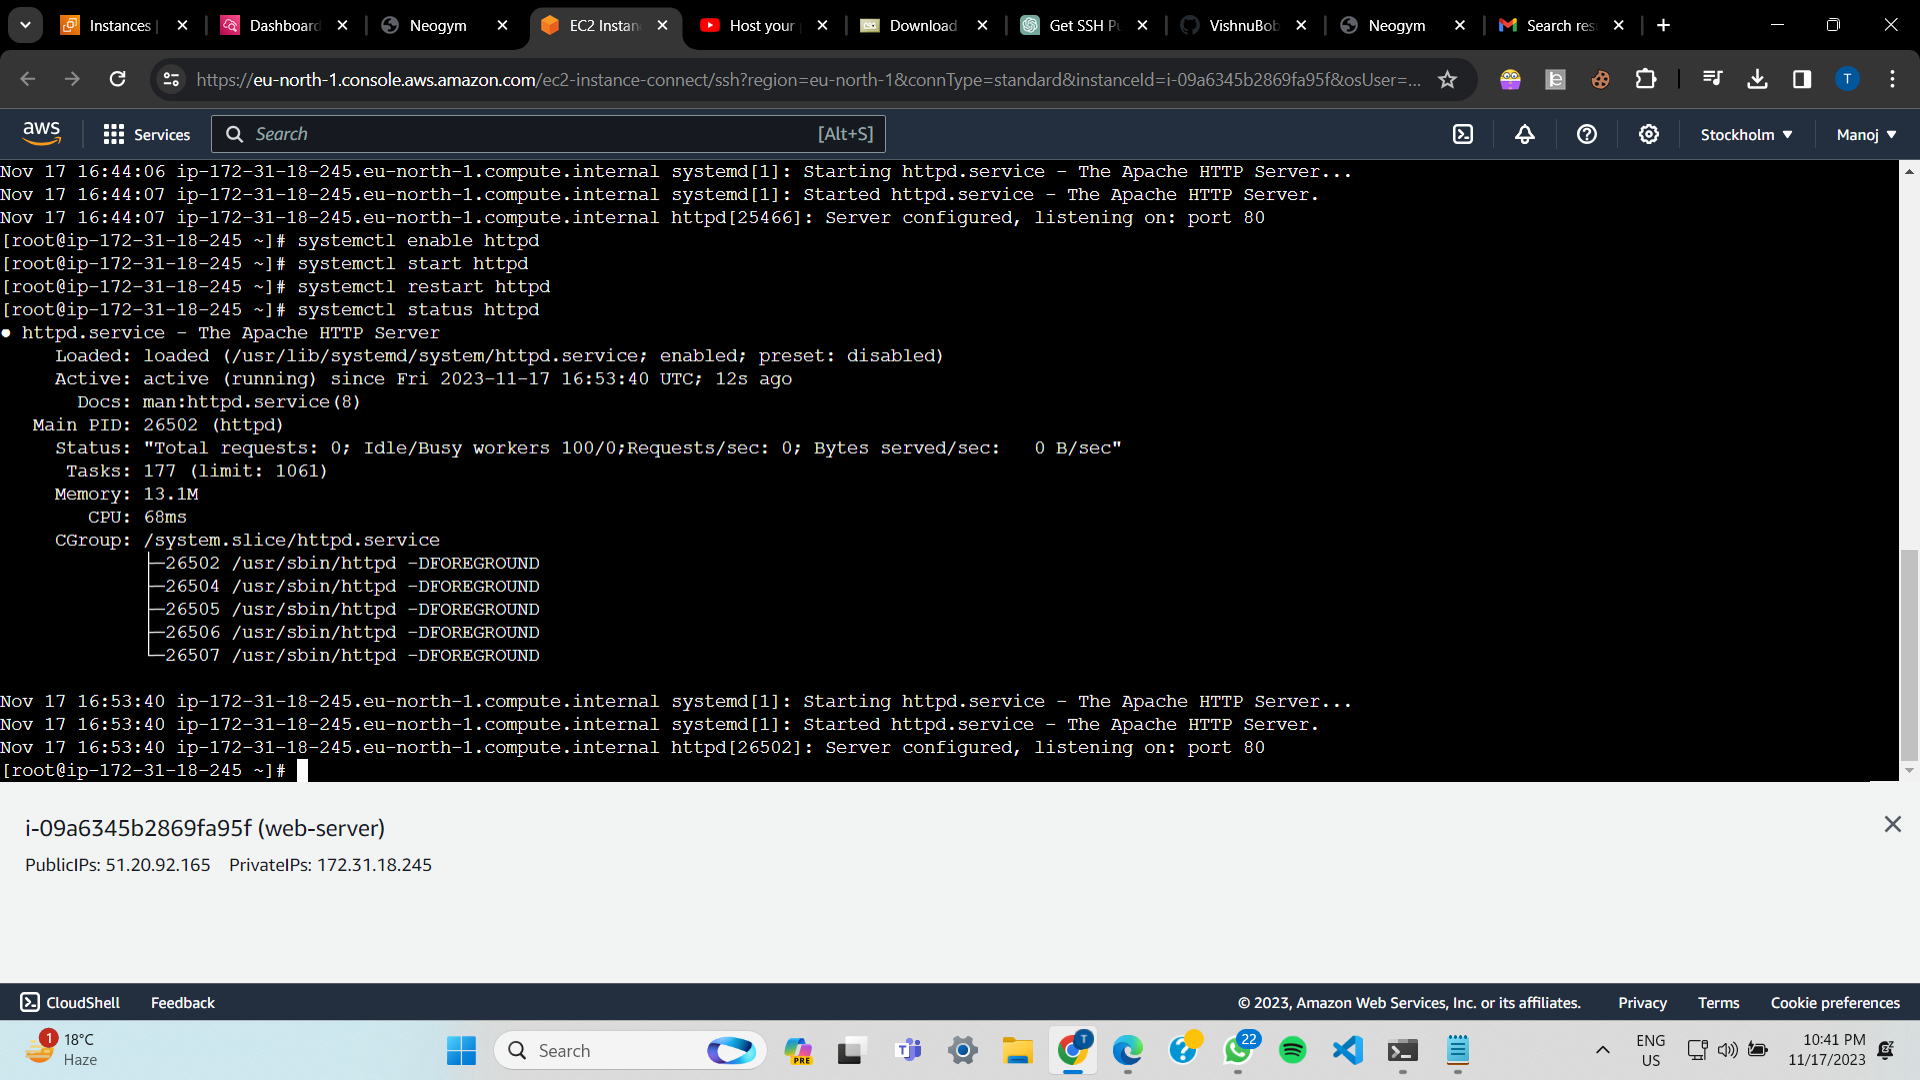 Instances |
Dashboard
Neogym
EC2 Instan
Host your
Download
Get SSH Pu
VishnuBob
Neogym
Search res
https://eu-north-1.console.aws.amazon.com/ec2-instance-connect/ssh?region=eu-north-1&connType=standard&instanceId=i-09a6345b2869fa95f&osUser=...
T
aws
Services
Search
[Alt+S]
Stockholm
Manoj
Nov 17 16:44:06 ip-172-31-18-245.eu-north-1.compute.internal systemd[1]: Starting httpd.service - The Apache HTTP Server...
Nov 17 16:44:07 ip-172-31-18-245.eu-north-1.compute.internal systemd[1]: Started httpd.service - The Apache HTTP Server.
Nov 17 16:44:07 ip-172-31-18-245.eu-north-1.compute.internal httpd[25466]: Server configured, listening on: port 80
[root@ip-172-31-18-245 ~]# systemctl enable httpd
[root@ip-172-31-18-245 ~]# systemctl start httpd
[root@ip-172-31-18-245 ~]# systemctl restart httpd
[root@ip-172-31-18-245 ~]# systemctl status httpd
● httpd.service - The Apache HTTP Server
Loaded: loaded (/usr/lib/systemd/system/httpd.service; enabled; preset: disabled)
Active: active (running) since Fri 2023-11-17 16:53:40 UTC; 12s ago
Docs: man:httpd.service(8)
Main PID: 26502 (httpd)
Status: "Total requests: 0; Idle/Busy workers 100/0;Requests/sec: 0; Bytes served/sec:   0 B/sec"
Tasks: 177 (limit: 1061)
Memory: 13.1M
CPU: 68ms
CGroup: /system.slice/httpd.service
├─26502 /usr/sbin/httpd -DFOREGROUND
├─26504 /usr/sbin/httpd -DFOREGROUND
├─26505 /usr/sbin/httpd -DFOREGROUND
├─26506 /usr/sbin/httpd -DFOREGROUND
└─26507 /usr/sbin/httpd -DFOREGROUND
Nov 17 16:53:40 ip-172-31-18-245.eu-north-1.compute.internal systemd[1]: Starting httpd.service - The Apache HTTP Server...
Nov 17 16:53:40 ip-172-31-18-245.eu-north-1.compute.internal systemd[1]: Started httpd.service - The Apache HTTP Server.
Nov 17 16:53:40 ip-172-31-18-245.eu-north-1.compute.internal httpd[26502]: Server configured, listening on: port 80
[root@ip-172-31-18-245 ~]#
i-09a6345b2869fa95f (web-server)
PublicIPs: 51.20.92.165 PrivateIPs: 172.31.18.245
CloudShell
Feedback
© 2023, Amazon Web Services, Inc. or its affiliates.
Privacy
Terms
Cookie preferences
1
18°C
Haze
Search
PRE
T
22
ENG
US
10:41 PM
11/17/2023